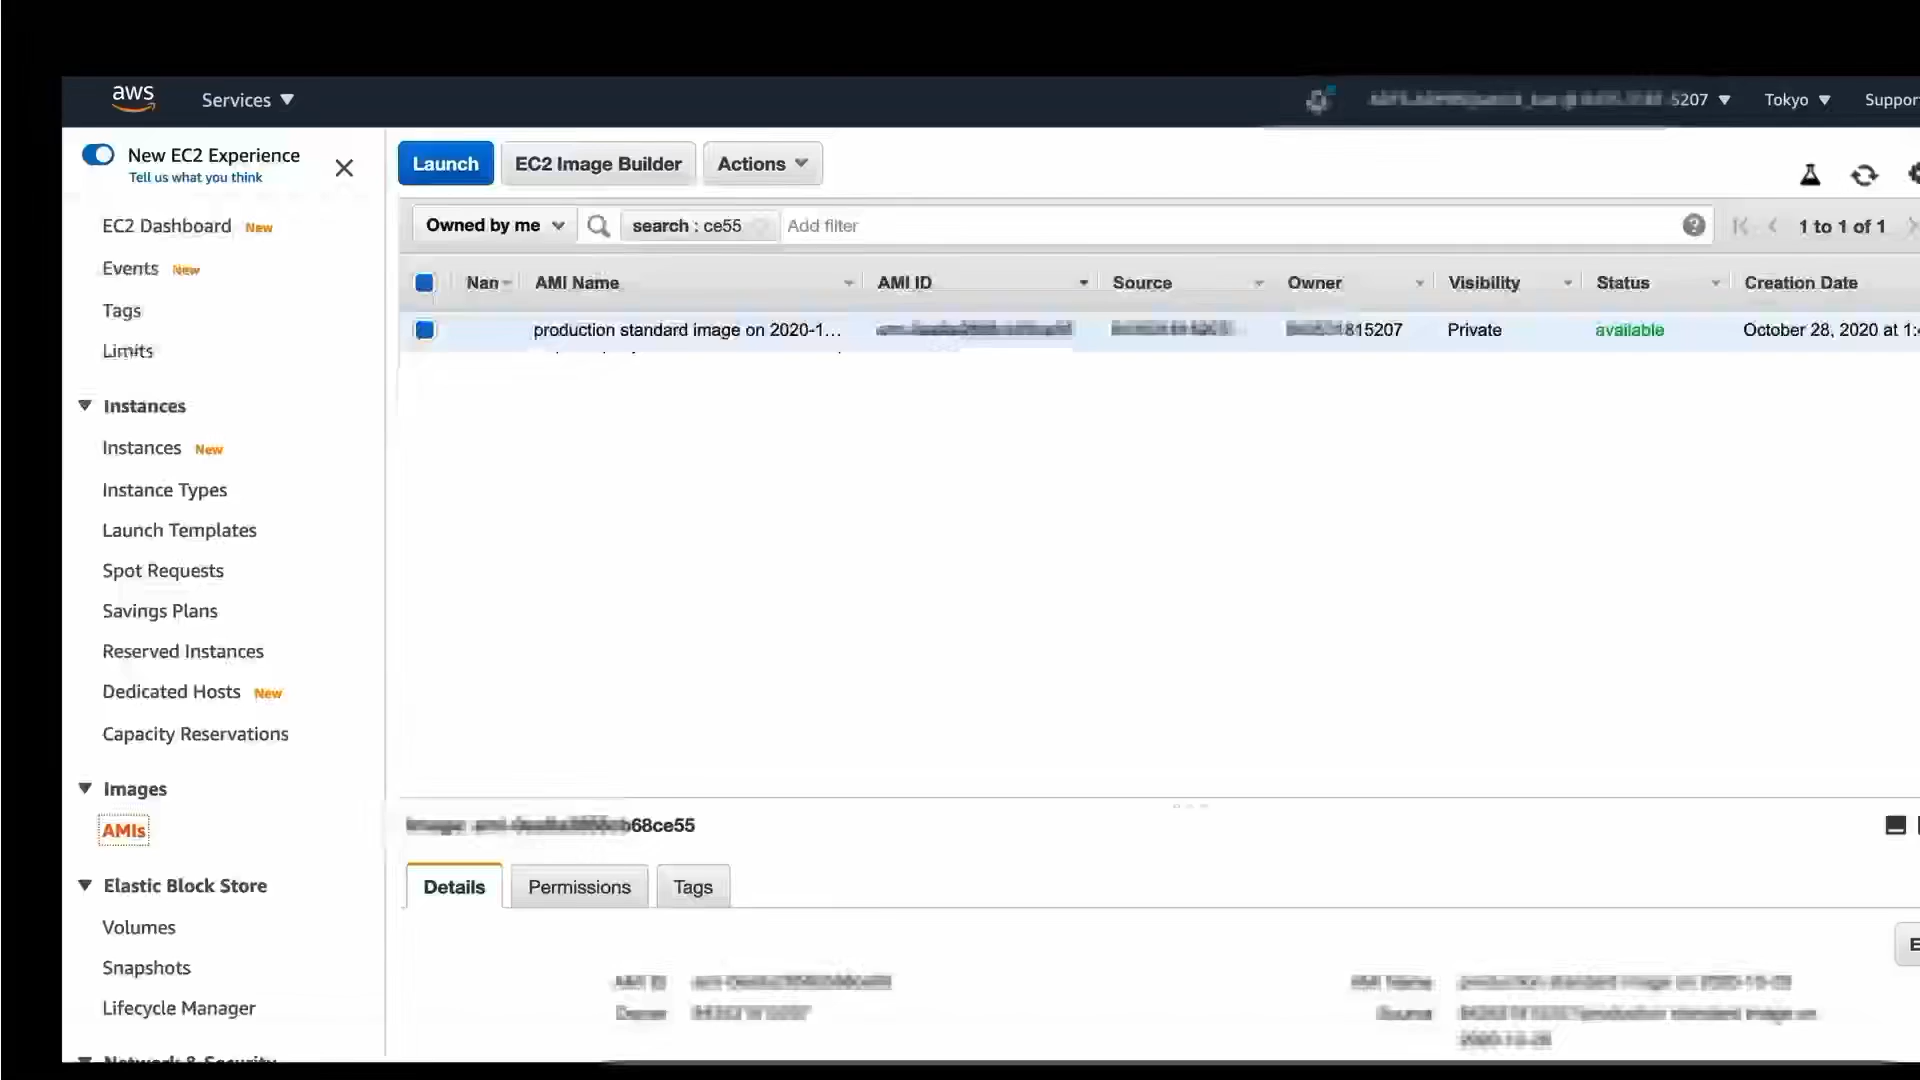 aws
Services
5207
Tokyo
Suppor
New EC2 Experience
Tell us what you think
Launch
EC2 Image Builder
Actions
EC2 Dashboard New
Events New
Tags
Limits
Owned by me
search : ce55
Add filter
1 to 1 of 1
Nan
AMI Name
AMI ID
Source
Owner
Visibility
Status
Creation Date
production standard image on 2020-1...
815207
Private
available
October 28, 2020 at 1:
Instances
Instances New
Instance Types
Launch Templates
Spot Requests
Savings Plans
Reserved Instances
Dedicated Hosts New
Capacity Reservations
Images
AMIs
68ce55
Details
Permissions
Tags
Elastic Block Store
Volumes
Snapshots
Lifecycle Manager
Network & Security